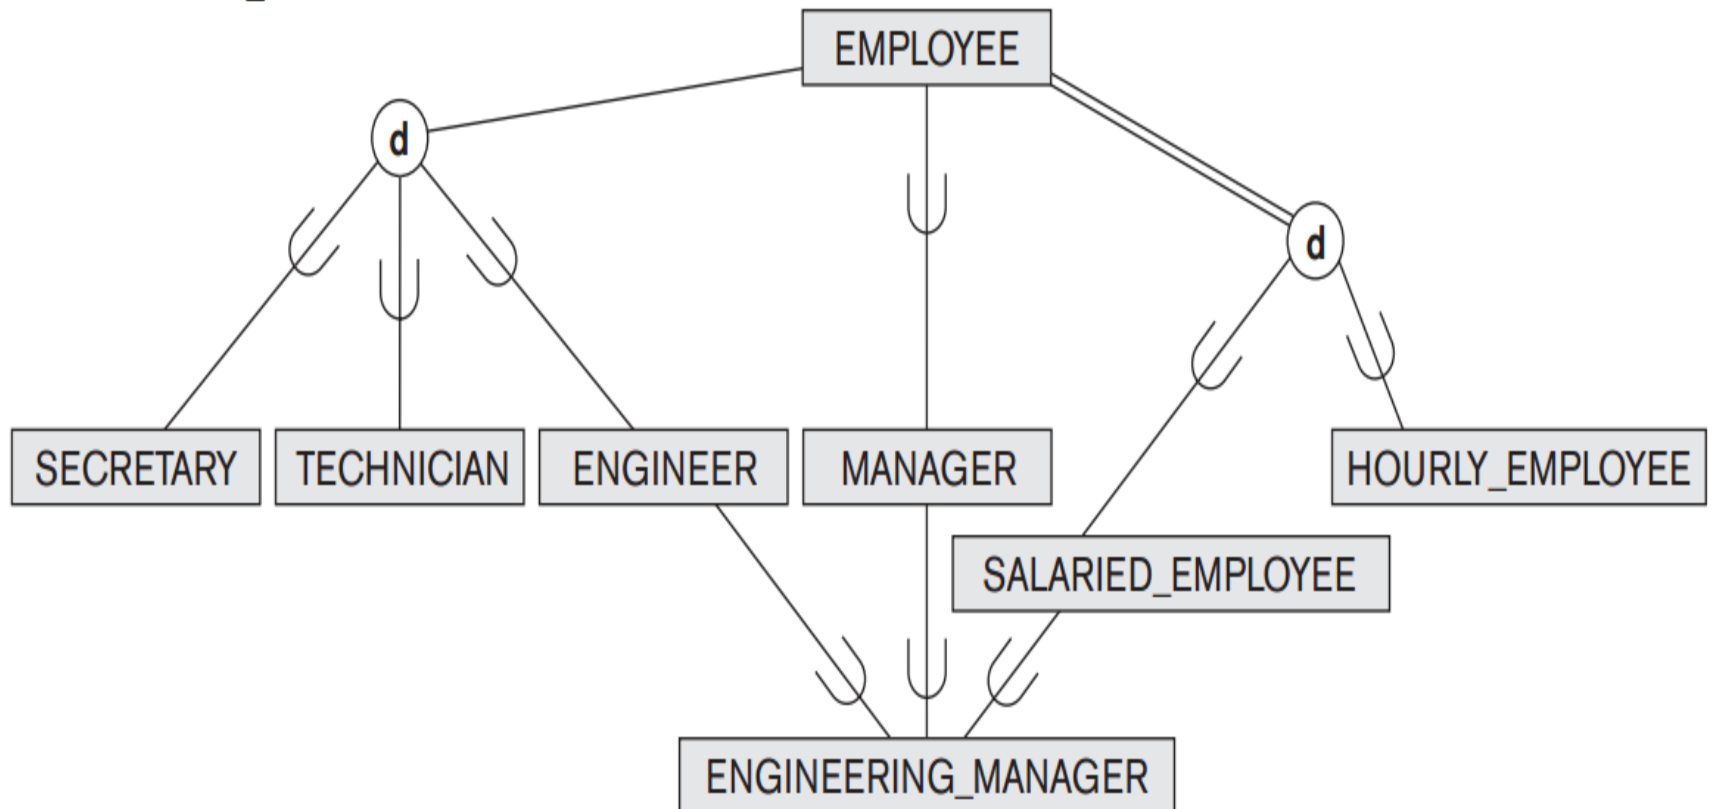 EMPLOYEE
d
d
SECRETARY
TECHNICIAN
ENGINEER
MANAGER
HOURLY_EMPLOYEE
SALARIED_EMPLOYEE
ENGINEERING_MANAGER